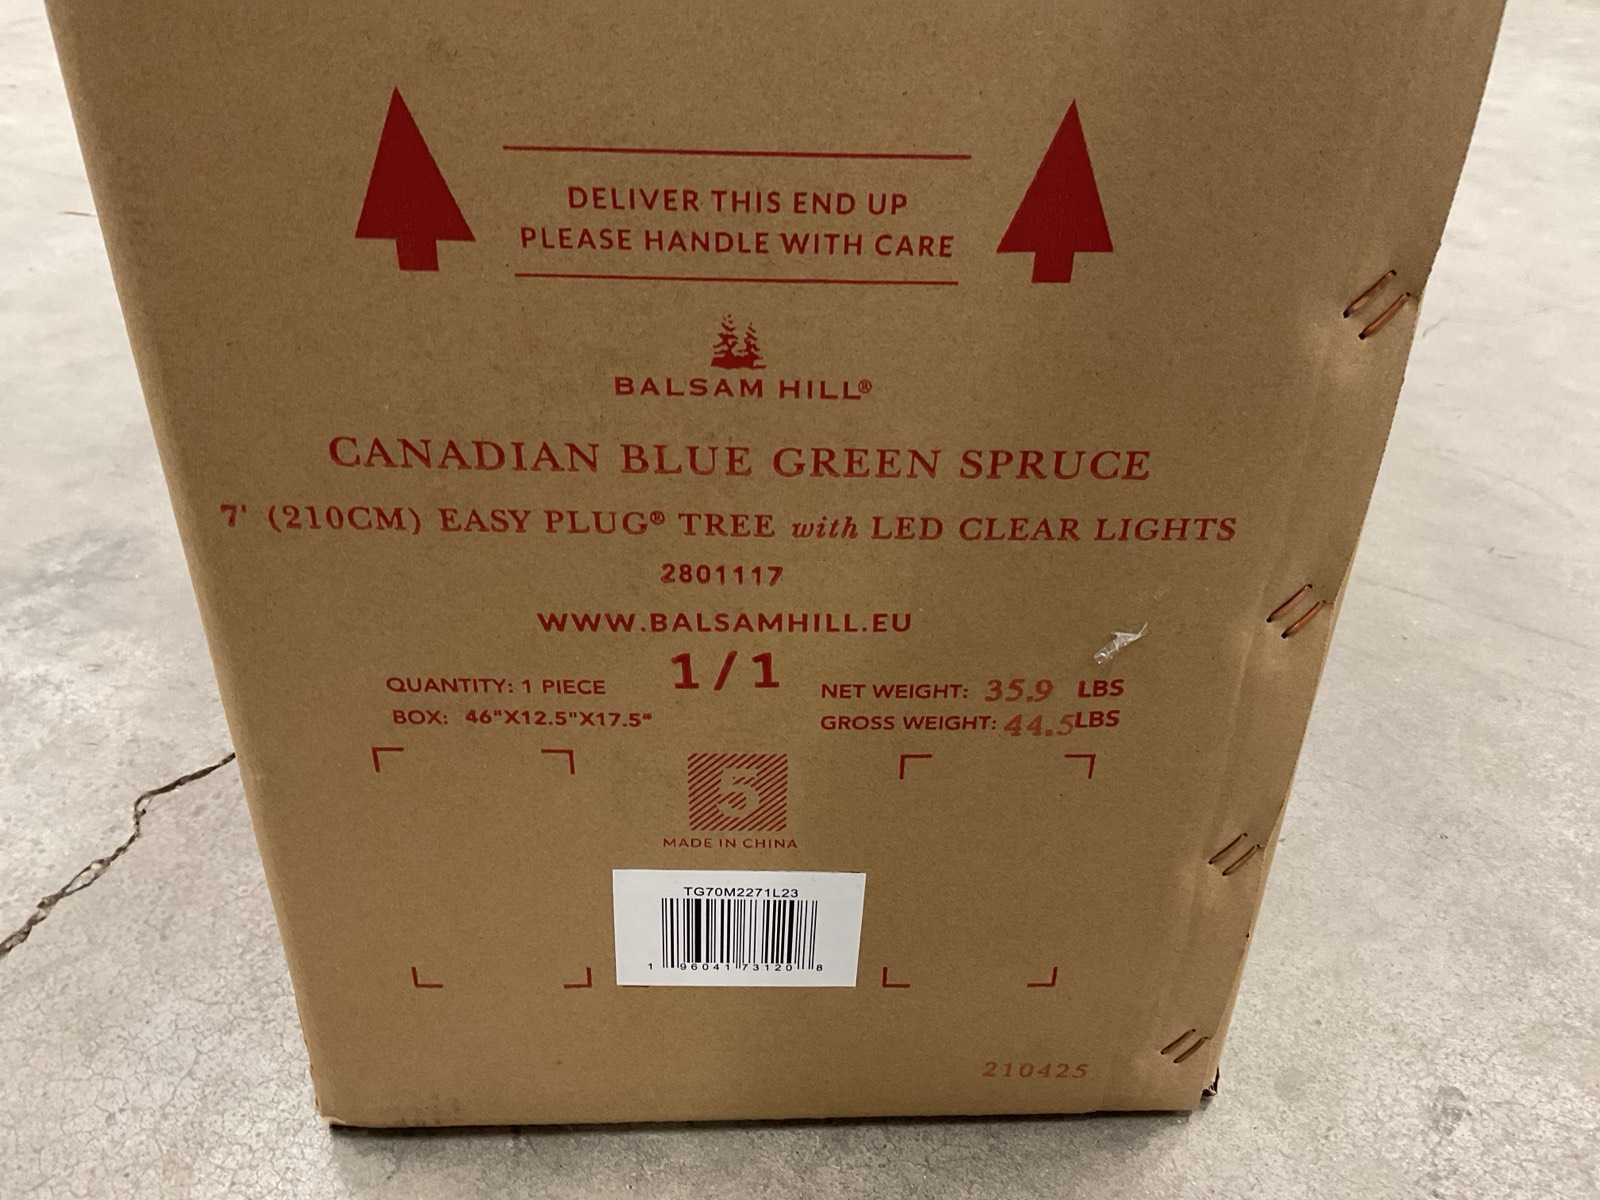 DELIVER THIS END UP
PLEASE HANDLE WITH CARE
BALSAM HILL®
CANADIAN BLUE GREEN SPRUCE
7' (210CM) EASY PLUG® TREE with LED CLEAR LIGHTS
2801117
WWW.BALSAMHILL.EU
1/1
QUANTITY: 1 PIECE
BOX: 46"X12.5"X17.5"
NET WEIGHT: 35.9 LBS
GROSS WEIGHT: 44.5LBS
5
MADE IN CHINA
TG70M2271L23
1 96041 73120 8
210425